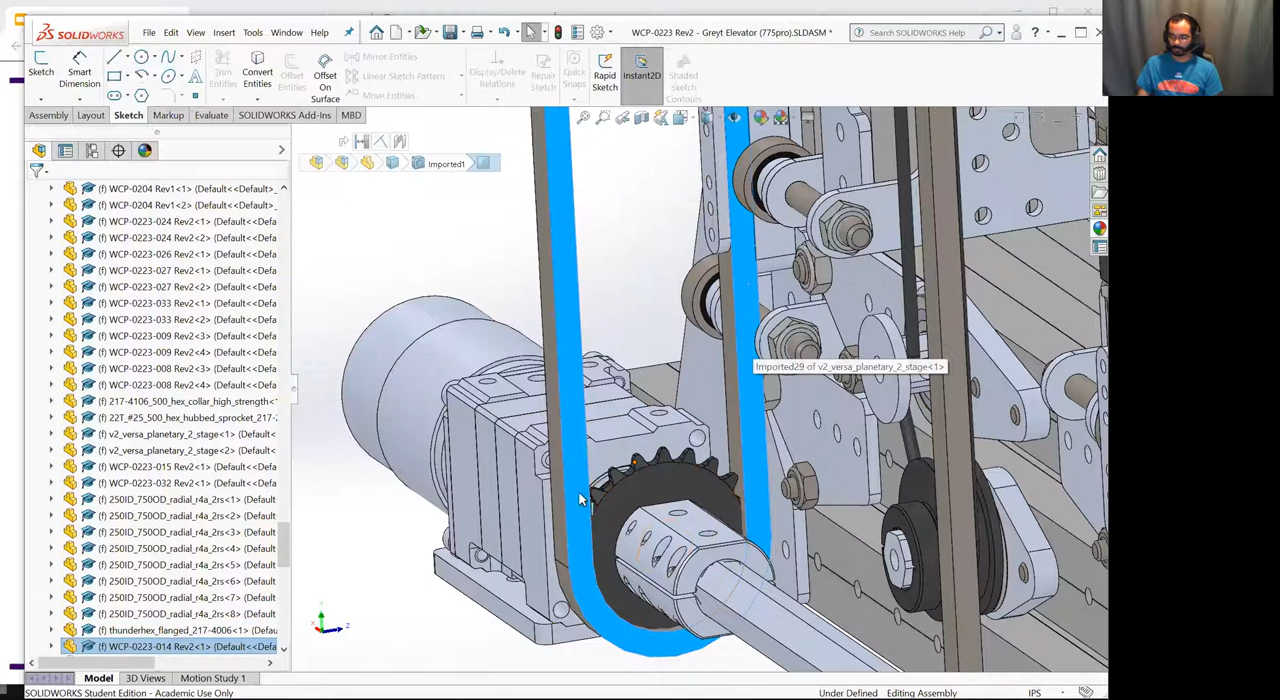 SOLIDWORKS File Edit View Insert Tools Window Help WCP-0223 Rev2 - Greyt Elevator (775pro).SLDASM * Search SOLIDWORKS Help
Sketch Smart Dimension Trim Entities Convert Entities Offset Entities Offset On Surface Mirror Entities Linear Sketch Pattern Move Entities Display/Delete Relations Repair Sketch Quick Snaps Rapid Sketch Instant2D Shaded Sketch Contours
Assembly Layout Sketch Markup Evaluate SOLIDWORKS Add-Ins MBD
Imported1
(f) WCP-0204 Rev1<1> (Default<<Default>_
(f) WCP-0204 Rev1<2> (Default<<Default>_
(f) WCP-0223-024 Rev2<1> (Default<<Defa
(f) WCP-0223-024 Rev2<2> (Default<<Defa
(f) WCP-0223-026 Rev2<1> (Default<<Defa
(f) WCP-0223-027 Rev2<1> (Default<<Defa
(f) WCP-0223-027 Rev2<2> (Default<<Defa
(f) WCP-0223-033 Rev2<1> (Default<<Defa
(f) WCP-0223-033 Rev2<2> (Default<<Defa
(f) WCP-0223-009 Rev2<3> (Default<<Defa
(f) WCP-0223-009 Rev2<4> (Default<<Defa
(f) WCP-0223-008 Rev2<3> (Default<<Defa
(f) WCP-0223-008 Rev2<4> (Default<<Defa
(f) 217-4106_500_hex_collar_high_strength<1
(f) 22T_#25_500_hex_hubbed_sprocket_217-
(f) v2_versa_planetary_2_stage<1> (Default<
(f) v2_versa_planetary_2_stage<2> (Default<
(f) WCP-0223-015 Rev2<1> (Default<<Defa
(f) WCP-0223-032 Rev2<1> (Default<<Defa
(f) 250ID_750OD_radial_r4a_2rs<1> (Default
(f) 250ID_750OD_radial_r4a_2rs<2> (Default
(f) 250ID_750OD_radial_r4a_2rs<3> (Default
(f) 250ID_750OD_radial_r4a_2rs<4> (Default
(f) 250ID_750OD_radial_r4a_2rs<5> (Default
(f) 250ID_750OD_radial_r4a_2rs<6> (Default
(f) 250ID_750OD_radial_r4a_2rs<7> (Default
(f) 250ID_750OD_radial_r4a_2rs<8> (Default
(f) thunderhex_flanged_217-4006<1> (Defau
(f) WCP-0223-014 Rev2<1> (Default<<Defa
Imported29 of v2_versa_planetary_2_stage<1>
Model 3D Views Motion Study 1
SOLIDWORKS Student Edition - Academic Use Only Under Defined Editing Assembly IPS